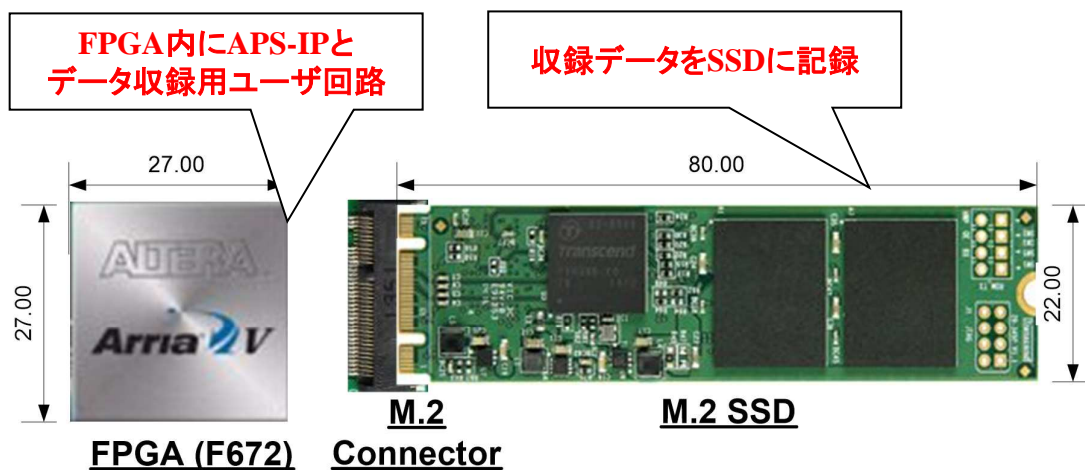 FPGA内にAPS-IPと
データ収録用ユーザ回路
収録データをSSDに記録
27.00
80.00
27.00
ALTERA
Arria V
Transcend
22.00
M.2
Connector
M.2 SSD
FPGA (F672)